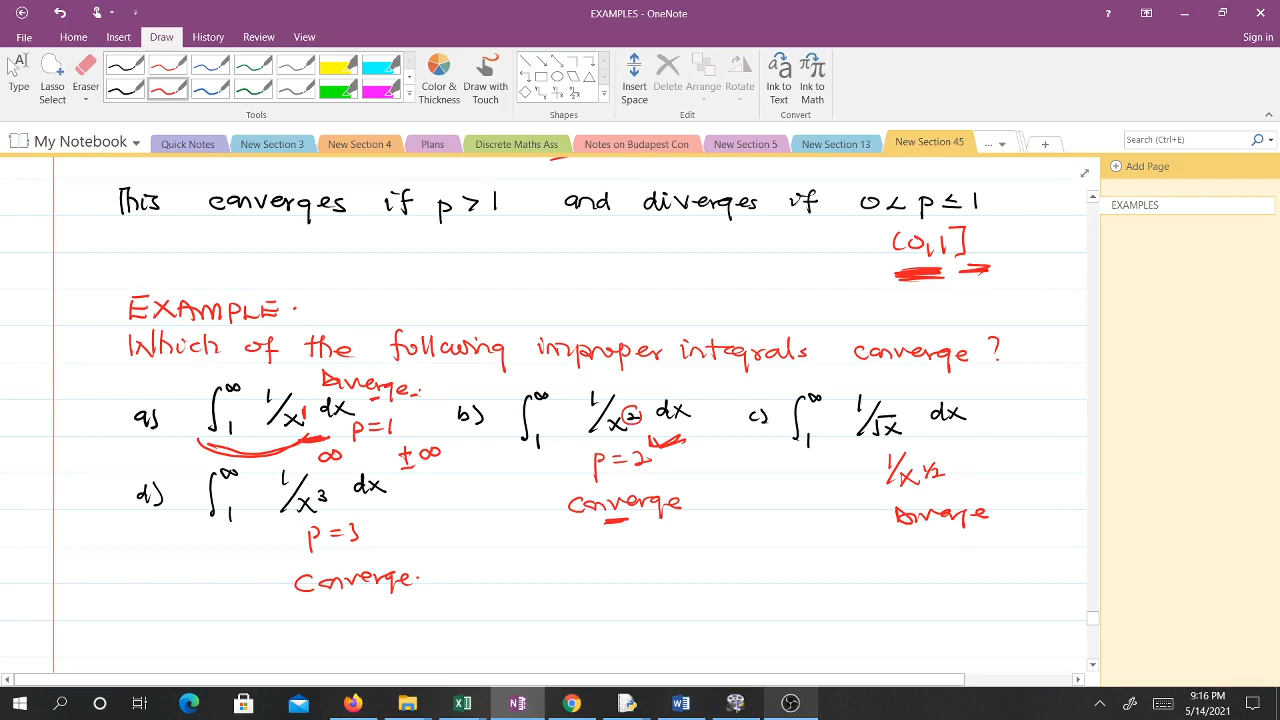 EXAMPLES - OneNote
Sign in
File Home Insert Draw History Review View
Type Lasso Select Eraser Color & Thickness Draw with Touch Insert Space Delete Arrange Rotate Ink to Text Ink to Math
Tools Shapes Edit Convert
My Notebook Quick Notes New Section 3 New Section 4 Plans Discrete Maths Ass Notes on Budapest Con New Section 5 New Section 13 New Section 45 ... Search (Ctrl+E)
Add Page
EXAMPLES
This converges if p > 1 and diverges if 0 < p ≤ 1
(0,1]
EXAMPLE.
Which of the following improper integrals converge ?
Diverge.
a) ∫₁^∞ 1/x¹ dx b) ∫₁^∞ 1/x² dx c) ∫₁^∞ 1/√x dx
p=1
∞ ±∞ p=2 1/x^1/2
d) ∫₁^∞ 1/x³ dx Converge Diverge
p=3
Converge.
9:16 PM
5/14/2021